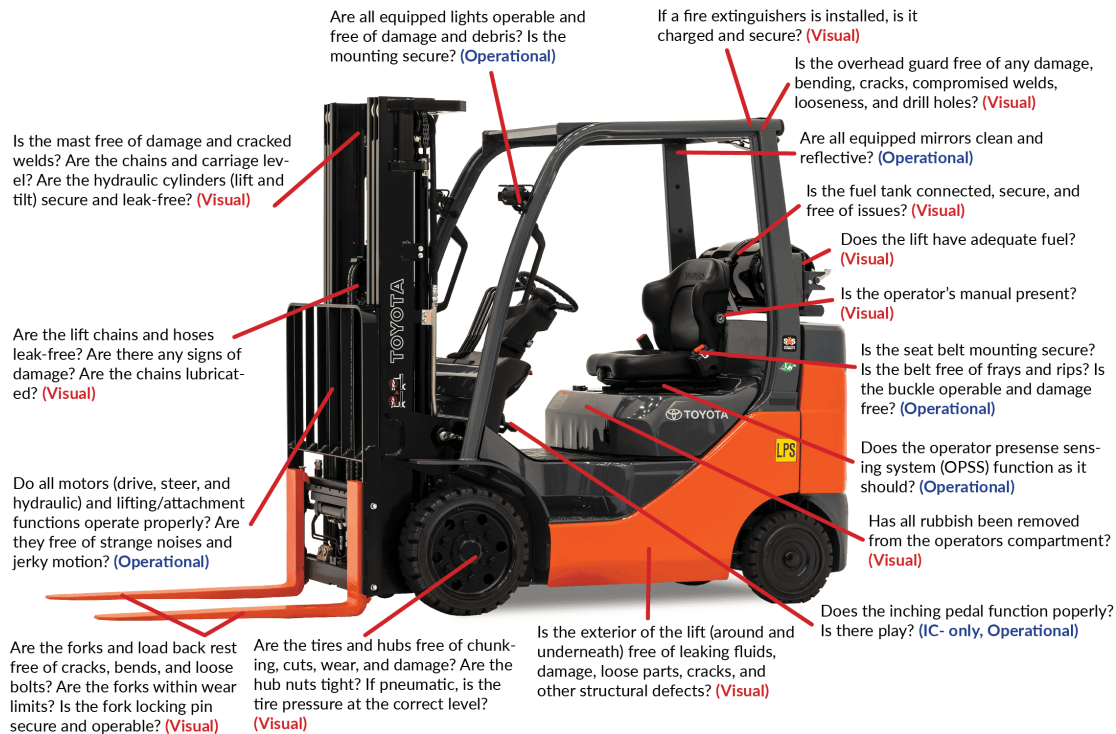 Are all equipped lights operable and
free of damage and debris? Is the
mounting secure? (Operational)
If a fire extinguishers is installed, is it
charged and secure? (Visual)
Is the overhead guard free of any damage,
bending, cracks, compromised welds,
looseness, and drill holes? (Visual)
Is the mast free of damage and cracked
welds? Are the chains and carriage lev-
el? Are the hydraulic cylinders (lift and
tilt) secure and leak-free? (Visual)
Are all equipped mirrors clean and
reflective? (Operational)
Is the fuel tank connected, secure, and
free of issues? (Visual)
Does the lift have adequate fuel?
(Visual)
Is the operator's manual present?
(Visual)
Are the lift chains and hoses
leak-free? Are there any signs of
damage? Are the chains lubricat-
ed? (Visual)
Is the seat belt mounting secure?
Is the belt free of frays and rips? Is
the buckle operable and damage
free? (Operational)
TOYOTA
TOYOTA
LPS
Does the operator presense sens-
ing system (OPSS) function as it
should? (Operational)
Do all motors (drive, steer, and
hydraulic) and lifting/attachment
functions operate properly? Are
they free of strange noises and
jerky motion? (Operational)
Has all rubbish been removed
from the operators compartment?
(Visual)
Does the inching pedal function poperly?
Is there play? (IC- only, Operational)
Are the forks and load back rest
free of cracks, bends, and loose
bolts? Are the forks within wear
limits? Is the fork locking pin
secure and operable? (Visual)
Are the tires and hubs free of chunk-
ing, cuts, wear, and damage? Are the
hub nuts tight? If pneumatic, is the
tire pressure at the correct level?
(Visual)
Is the exterior of the lift (around and
underneath) free of leaking fluids,
damage, loose parts, cracks, and
other structural defects? (Visual)